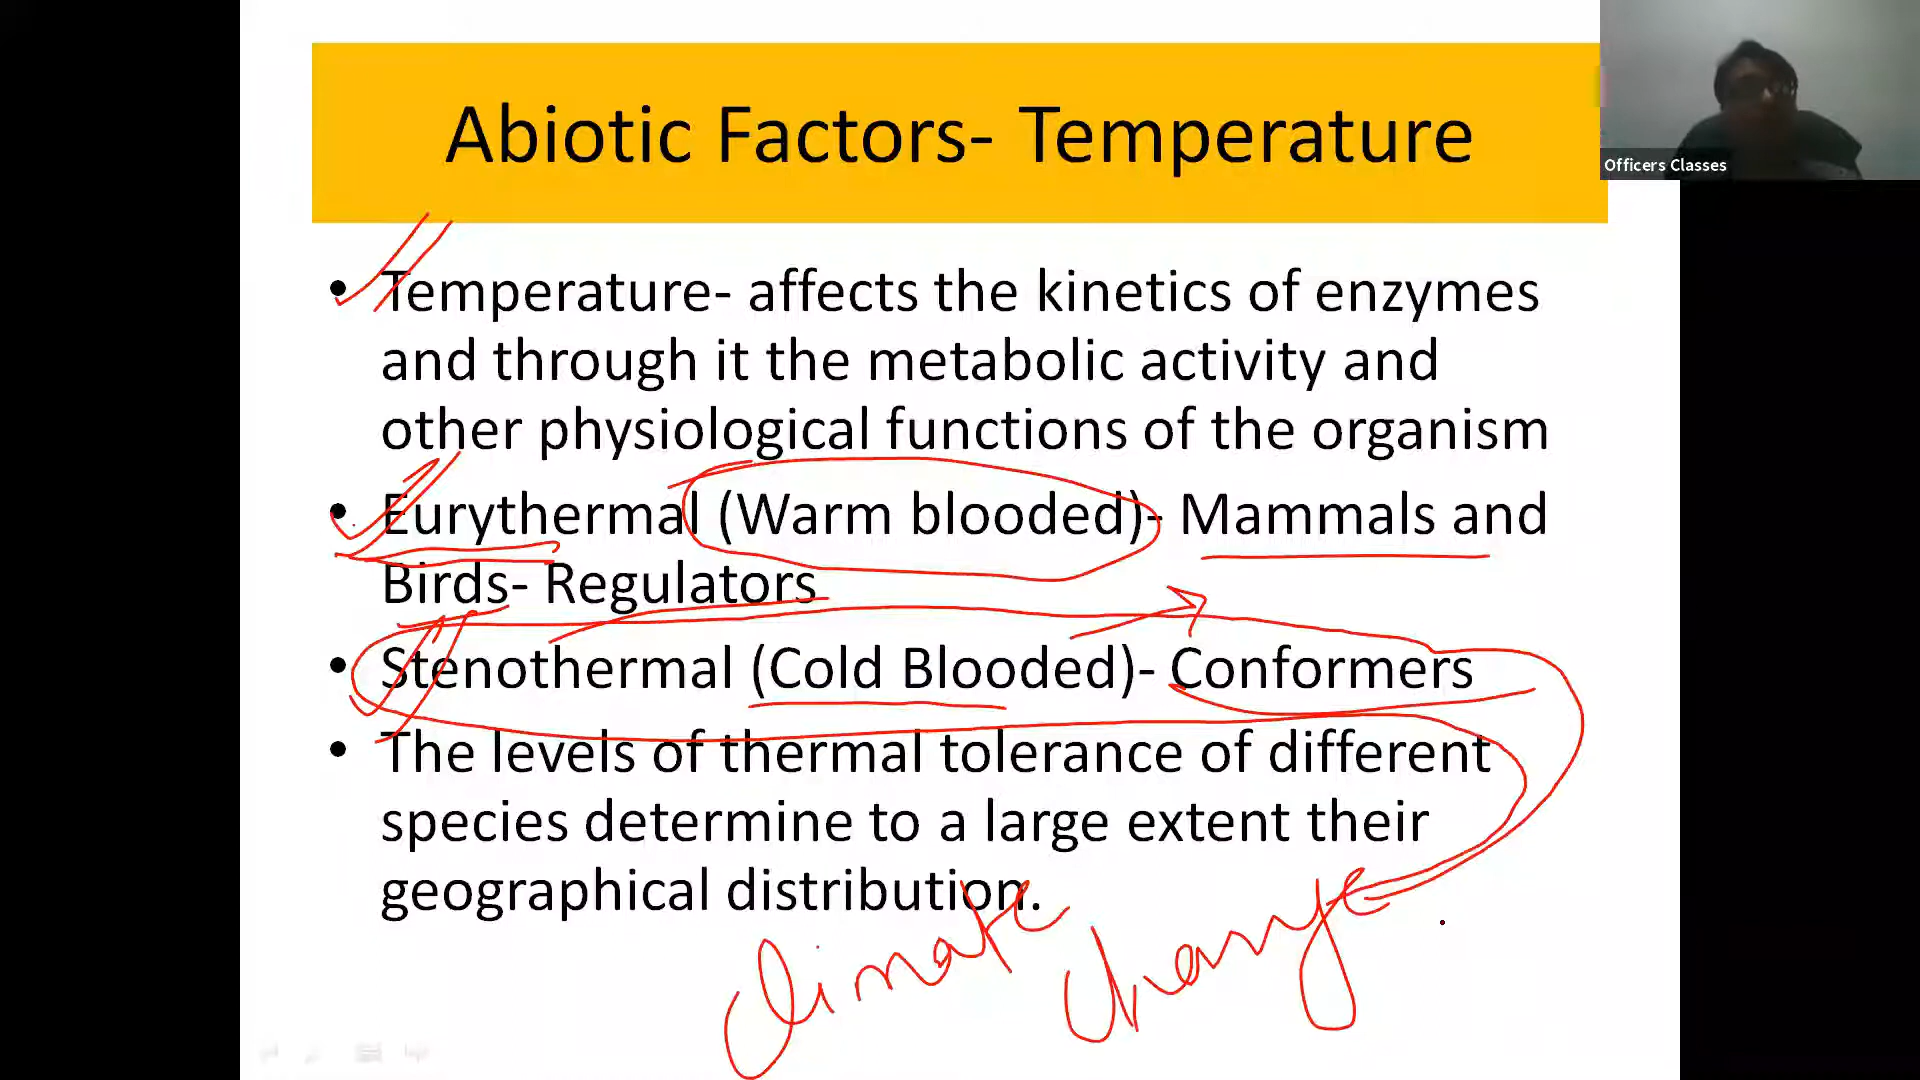 Abiotic Factors- Temperature
Officers Classes
• Temperature- affects the kinetics of enzymes
and through it the metabolic activity and
other physiological functions of the organism
• Eurythermal (Warm blooded)- Mammals and
Birds- Regulators
• Stenothermal (Cold Blooded)- Conformers
• The levels of thermal tolerance of different
species determine to a large extent their
geographical distribution.
Climate change